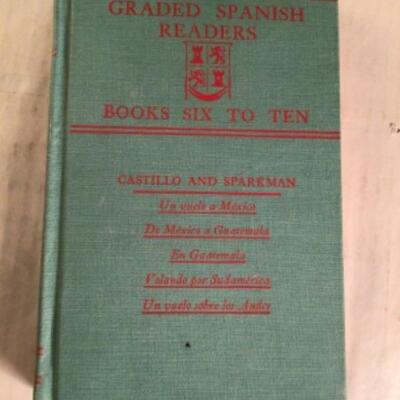 GRADED SPANISH
READERS
BOOKS SIX TO TEN
CASTILLO AND SPARKMAN
Un vuelo a México
De México a Guatemala
En Guatemala
Volando por Sudamérica
Un vuelo sobre los Andes